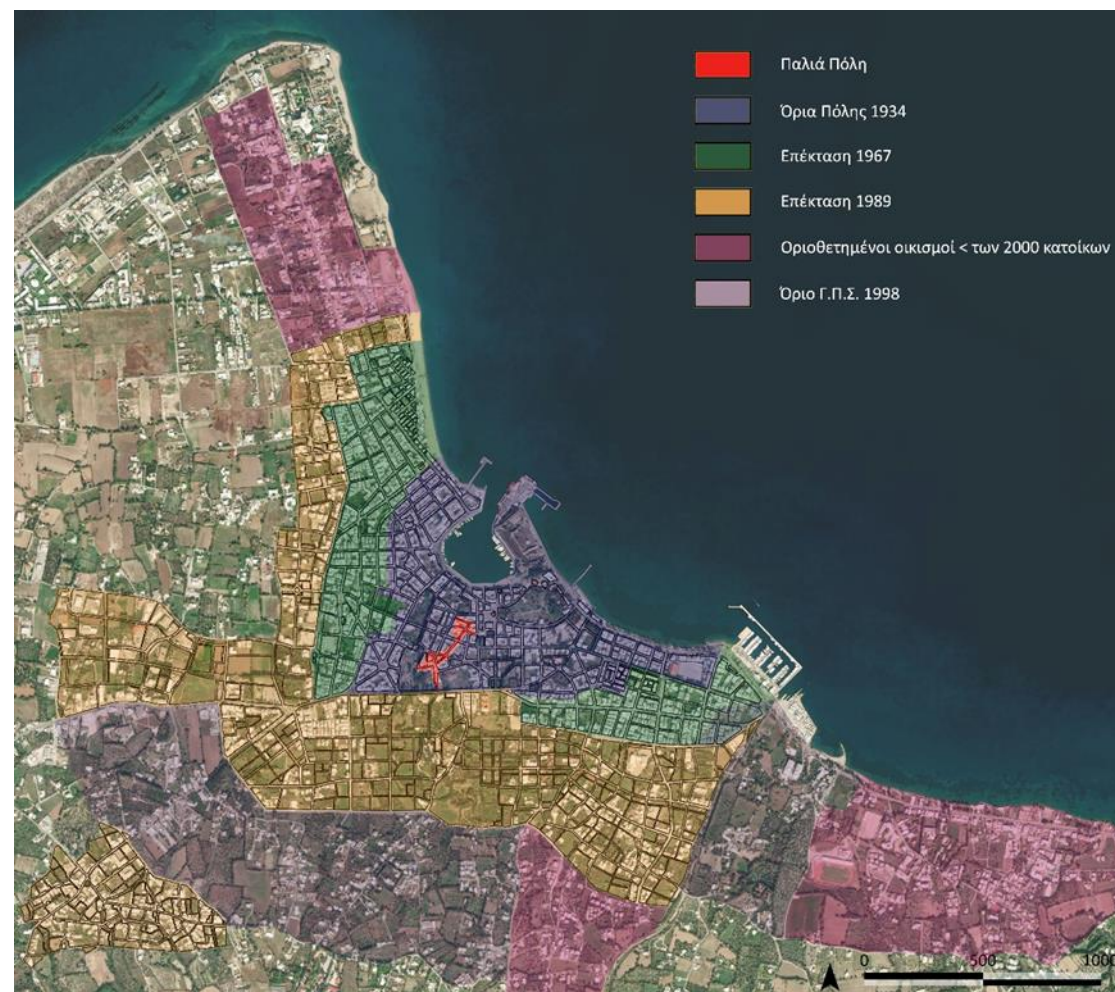 Παλιά Πόλη
Όρια Πόλης 1934
Επέκταση 1967
Επέκταση 1989
Οριοθετημένοι οικισμοί < των 2000 κατοίκων
Όριο Γ.Π.Σ. 1998
0 500 1000